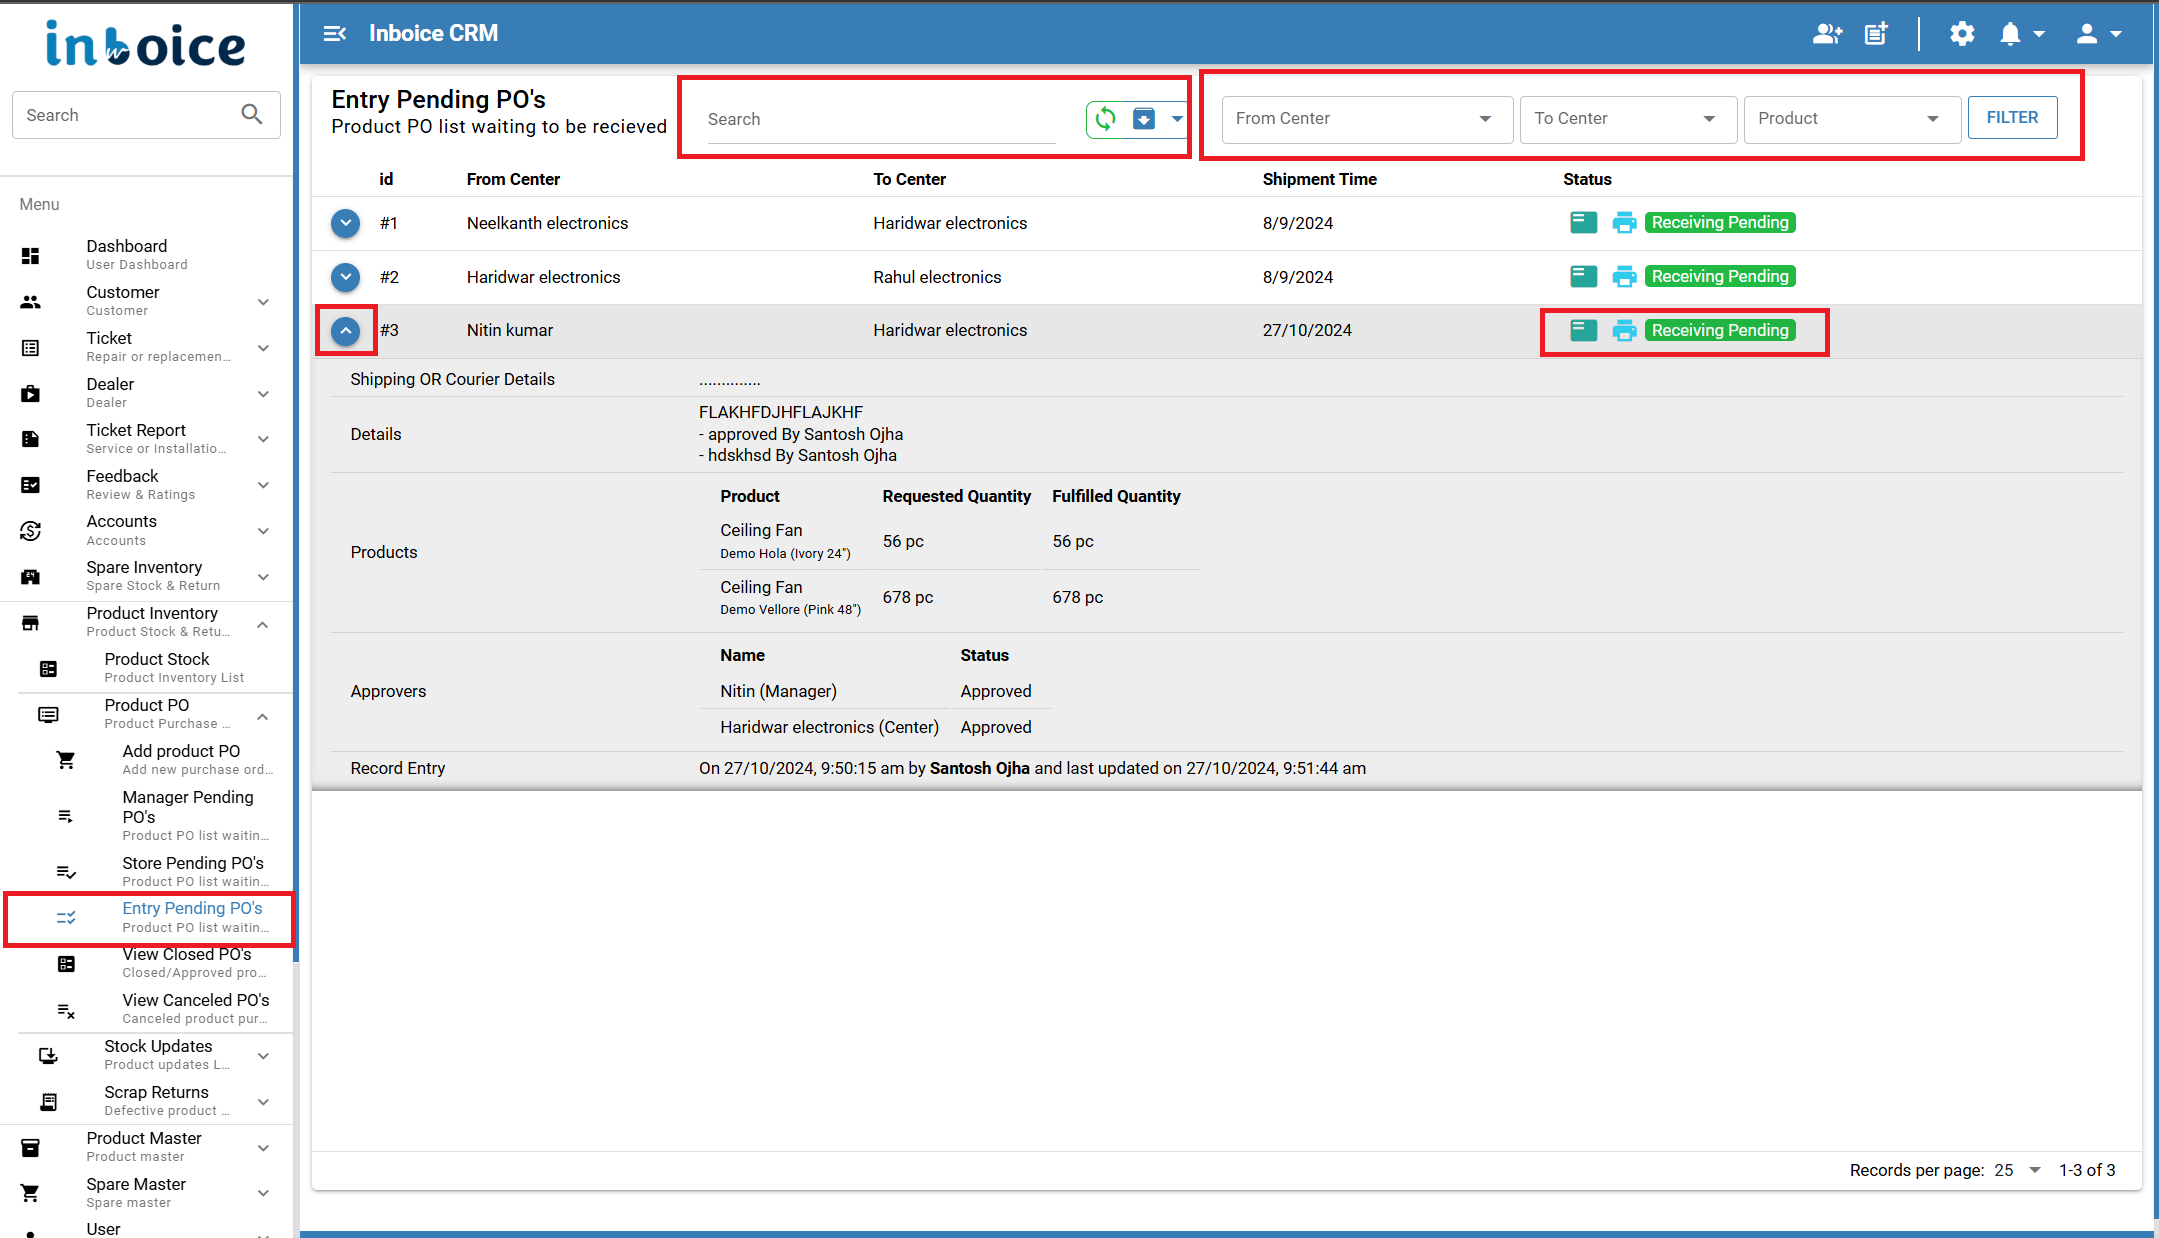 inboice
Search
Menu
Dashboard
User Dashboard
Customer
Customer
Ticket
Repair or replacemen...
Dealer
Dealer
Ticket Report
Service or Installatio...
Feedback
Review & Ratings
Accounts
Accounts
Spare Inventory
Spare Stock & Return
Product Inventory
Product Stock & Retu...
Product Stock
Product Inventory List
Product PO
Product Purchase ...
Add product PO
Add new purchase ord...
Manager Pending
PO's
Product PO list waitin...
Store Pending PO's
Product PO list waitin...
Entry Pending PO's
Product PO list waitin...
View Closed PO's
Closed/Approved pro...
View Canceled PO's
Canceled product pur...
Stock Updates
Product updates L...
Scrap Returns
Defective product ...
Product Master
Product master
Spare Master
Spare master
User
Inboice CRM
Entry Pending PO's
Product PO list waiting to be recieved
Search
From Center
To Center
Product
FILTER
id From Center To Center Shipment Time Status
#1 Neelkanth electronics Haridwar electronics 8/9/2024 Receiving Pending
#2 Haridwar electronics Rahul electronics 8/9/2024 Receiving Pending
#3 Nitin kumar Haridwar electronics 27/10/2024 Receiving Pending
Shipping OR Courier Details ..............
Details
FLAKHFDJHFLAJKHF
- approved By Santosh Ojha
- hdskhsd By Santosh Ojha
Products
Product Requested Quantity Fulfilled Quantity
Ceiling Fan
Demo Hola (Ivory 24") 56 pc 56 pc
Ceiling Fan
Demo Vellore (Pink 48") 678 pc 678 pc
Approvers
Name Status
Nitin (Manager) Approved
Haridwar electronics (Center) Approved
Record Entry On 27/10/2024, 9:50:15 am by Santosh Ojha and last updated on 27/10/2024, 9:51:44 am
Records per page: 25 1-3 of 3